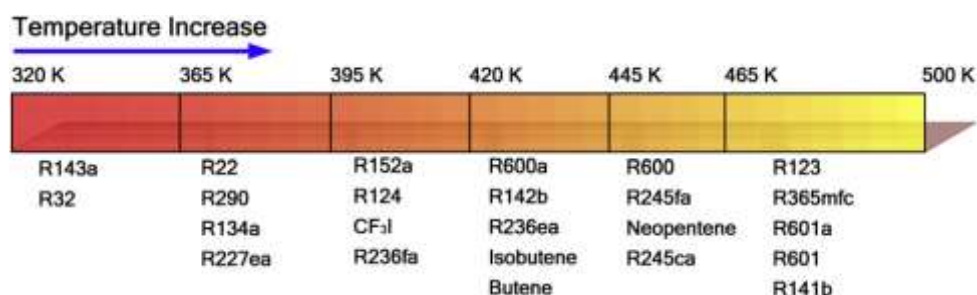 Temperature Increase
320 K 365 K 395 K 420 K 445 K 465 K 500 K
R143a R22 R152a R600a R600 R123
R32 R290 R124 R142b R245fa R365mfc
R134a CF₃I R236ea Neopentene R601a
R227ea R236fa Isobutene R245ca R601
Butene R141b